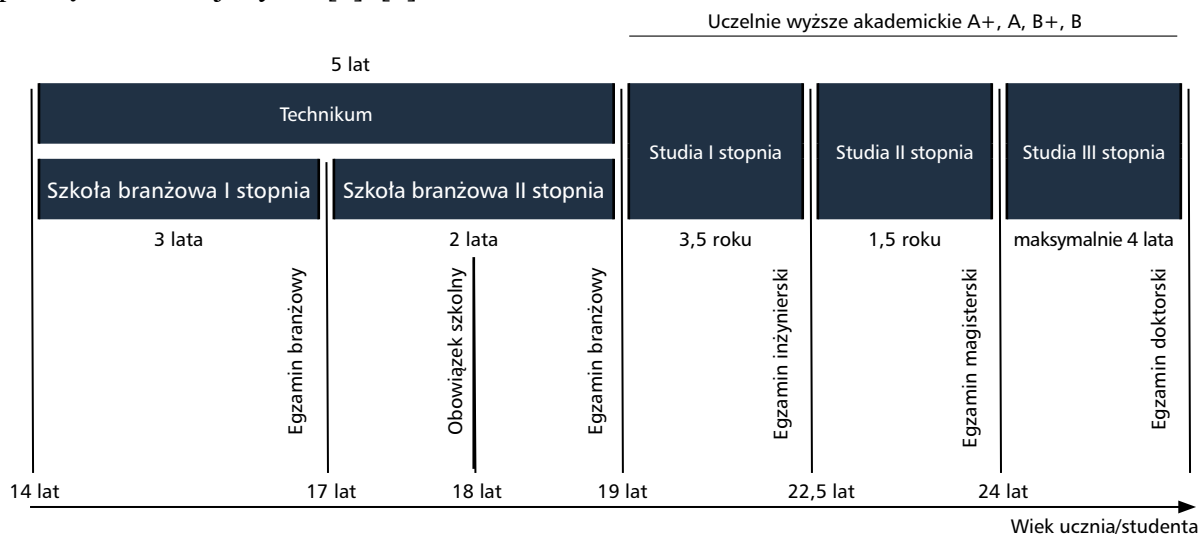 Uczelnie wyższe akademickie A+, A, B+, B
5 lat
Technikum
Studia I stopnia
Studia II stopnia
Studia III stopnia
Szkoła branżowa I stopnia
Szkoła branżowa II stopnia
3 lata
2 lata
3,5 roku
1,5 roku
maksymalnie 4 lata
Egzamin branżowy
Obowiązek szkolny
Egzamin branżowy
Egzamin inżynierski
Egzamin magisterski
Egzamin doktorski
14 lat
17 lat
18 lat
19 lat
22,5 lat
24 lat
Wiek ucznia/studenta